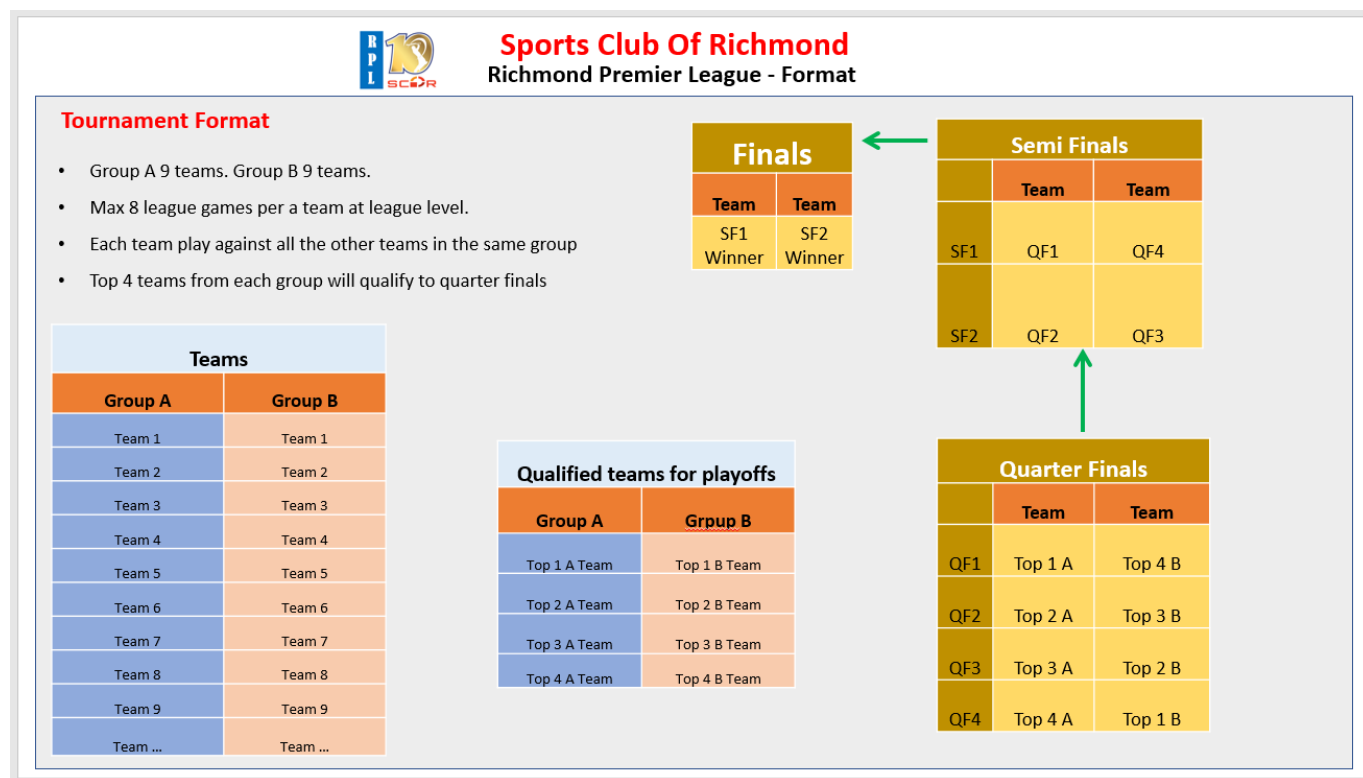 RPL
10
SCOR
Sports Club Of Richmond
Richmond Premier League - Format
Tournament Format
• Group A 9 teams. Group B 9 teams.
• Max 8 league games per a team at league level.
• Each team play against all the other teams in the same group
• Top 4 teams from each group will qualify to quarter finals
Finals
Team Team
SF1 SF2
Winner Winner
Semi Finals
Team Team
SF1 QF1 QF4
SF2 QF2 QF3
Teams
Group A Group B
Team 1 Team 1
Team 2 Team 2
Team 3 Team 3
Team 4 Team 4
Team 5 Team 5
Team 6 Team 6
Team 7 Team 7
Team 8 Team 8
Team 9 Team 9
Team ... Team ...
Qualified teams for playoffs
Group A Grpup B
Top 1 A Team Top 1 B Team
Top 2 A Team Top 2 B Team
Top 3 A Team Top 3 B Team
Top 4 A Team Top 4 B Team
Quarter Finals
Team Team
QF1 Top 1 A Top 4 B
QF2 Top 2 A Top 3 B
QF3 Top 3 A Top 2 B
QF4 Top 4 A Top 1 B